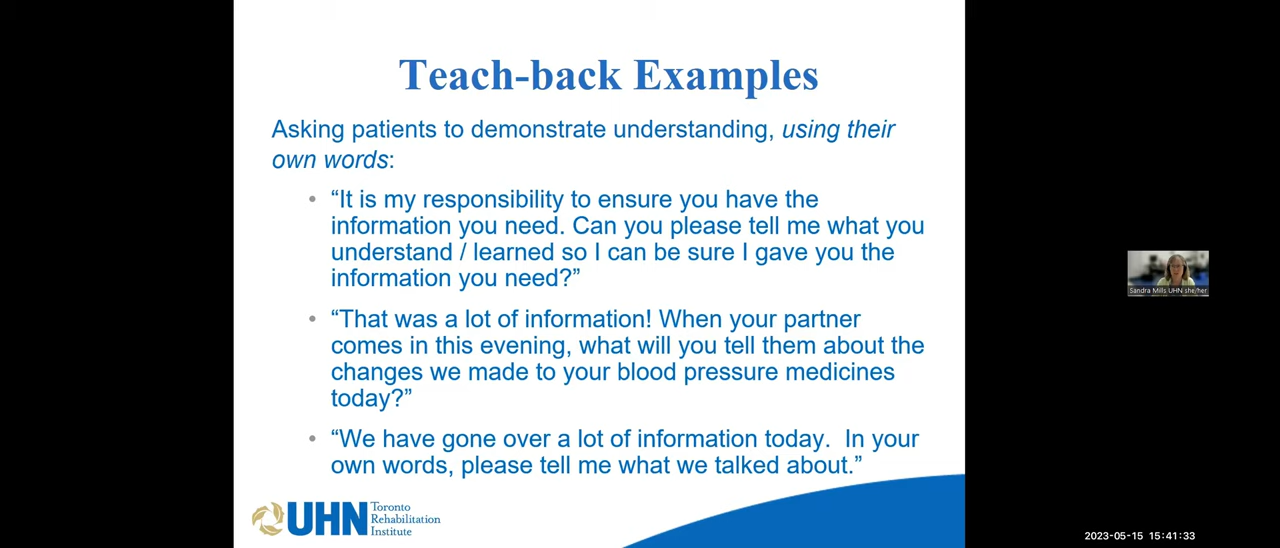 Teach-back Examples
Asking patients to demonstrate understanding, using their
own words:
• “It is my responsibility to ensure you have the
information you need. Can you please tell me what you
understand / learned so I can be sure I gave you the
information you need?”
• “That was a lot of information! When your partner
comes in this evening, what will you tell them about the
changes we made to your blood pressure medicines
today?”
• “We have gone over a lot of information today.  In your
own words, please tell me what we talked about.”
UHN
Toronto
Rehabilitation
Institute
Sandra Mills UHN she/her
2023-05-15 15:41:33